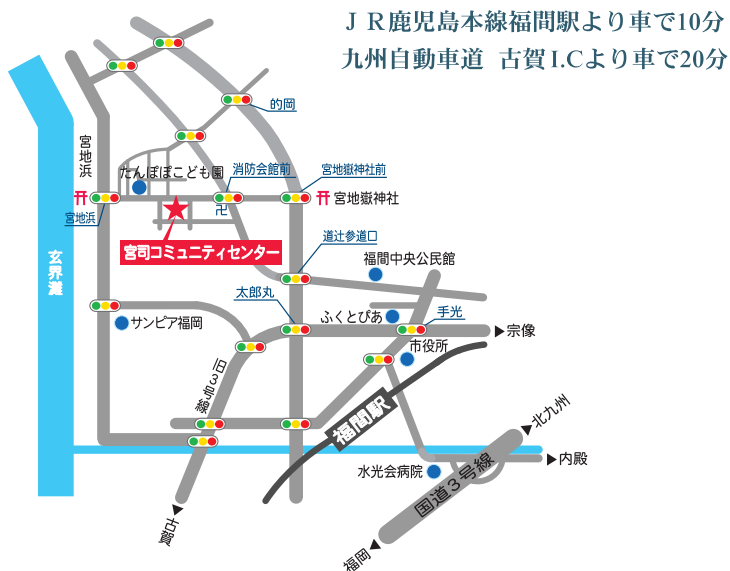 ＪＲ鹿児島本線福間駅より車で10分
九州自動車道　古賀I.Cより車で20分
的岡
宮地浜
たんぽぽこども園
消防会館前
宮地嶽神社前
宮地嶽神社
宮地浜
卍
宮司コミュニティセンター
道辻参道口
福間中央公民館
玄界灘
太郎丸
サンピア福岡
ふくとぴあ
手光
宗像
市役所
旧3号線
福間駅
北九州
内殿
水光会病院
国道3号線
古賀
福岡